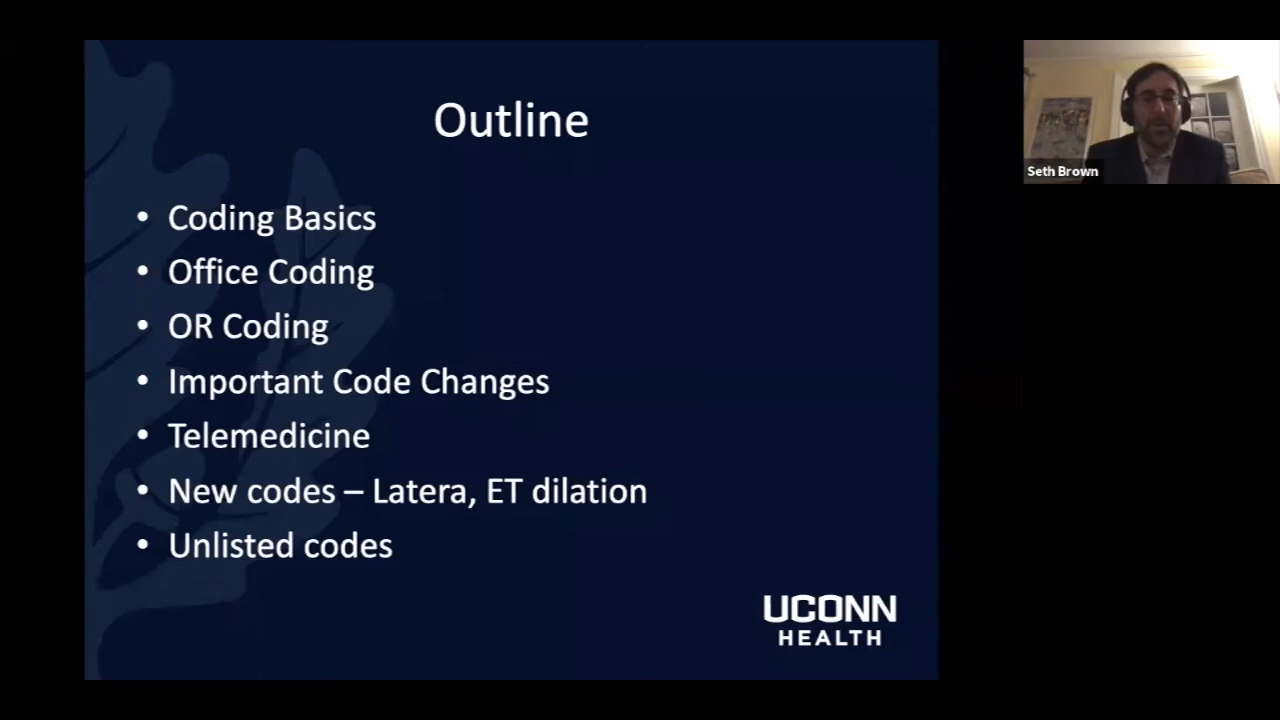 Outline
• Coding Basics
• Office Coding
• OR Coding
• Important Code Changes
• Telemedicine
• New codes – Latera, ET dilation
• Unlisted codes
UCONN
HEALTH
Seth Brown